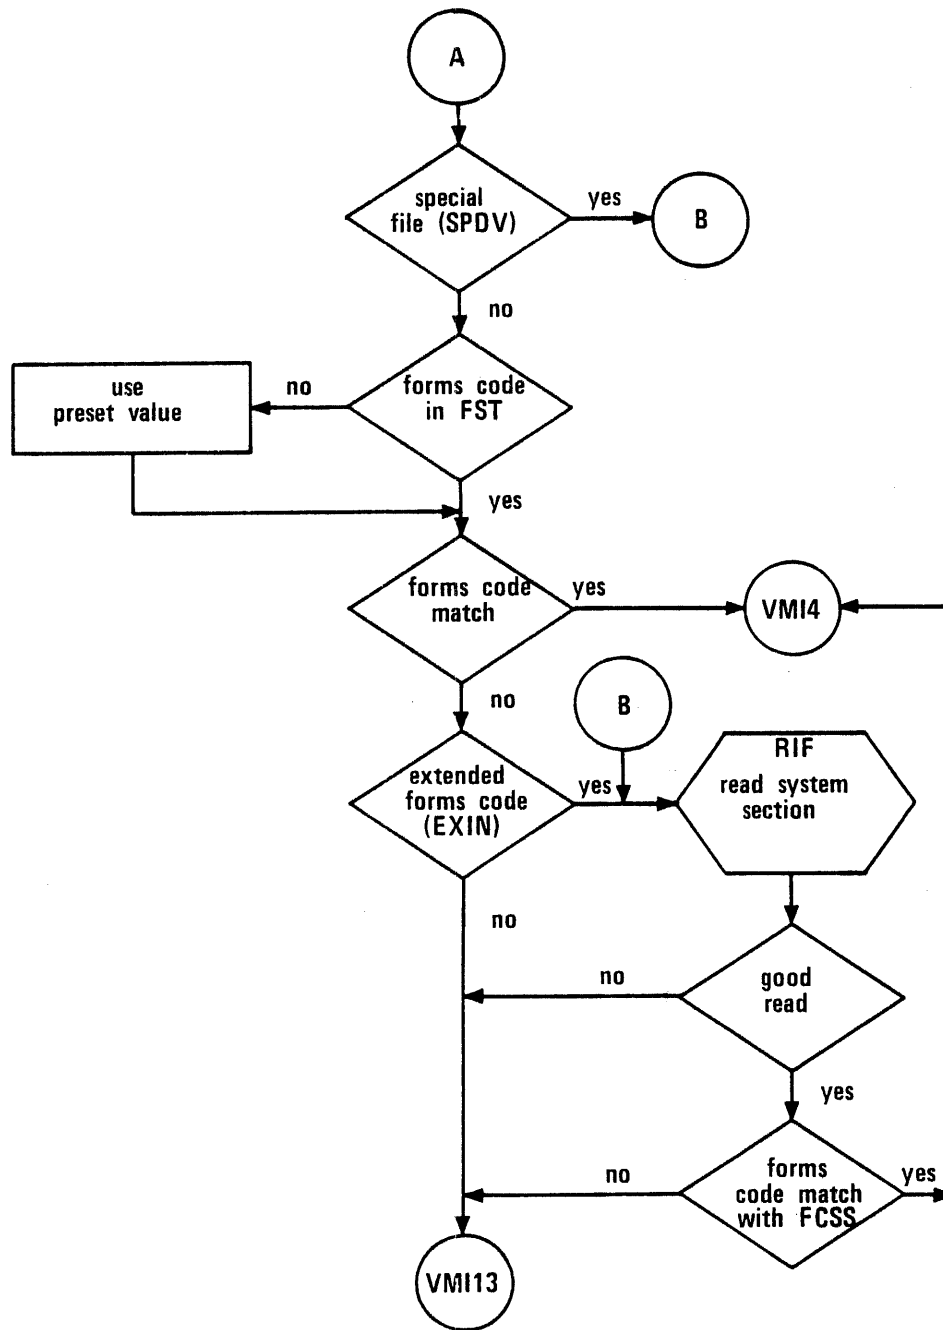 A
special
file (SPDV)
yes
B
no
forms code
in FST
no
use
preset value
yes
forms code
match
yes
VMI4
no
B
extended
forms code
(EXIN)
yes
RIF
read system
section
no
good
read
no
yes
forms
code match
with FCSS
no
yes
VMI13